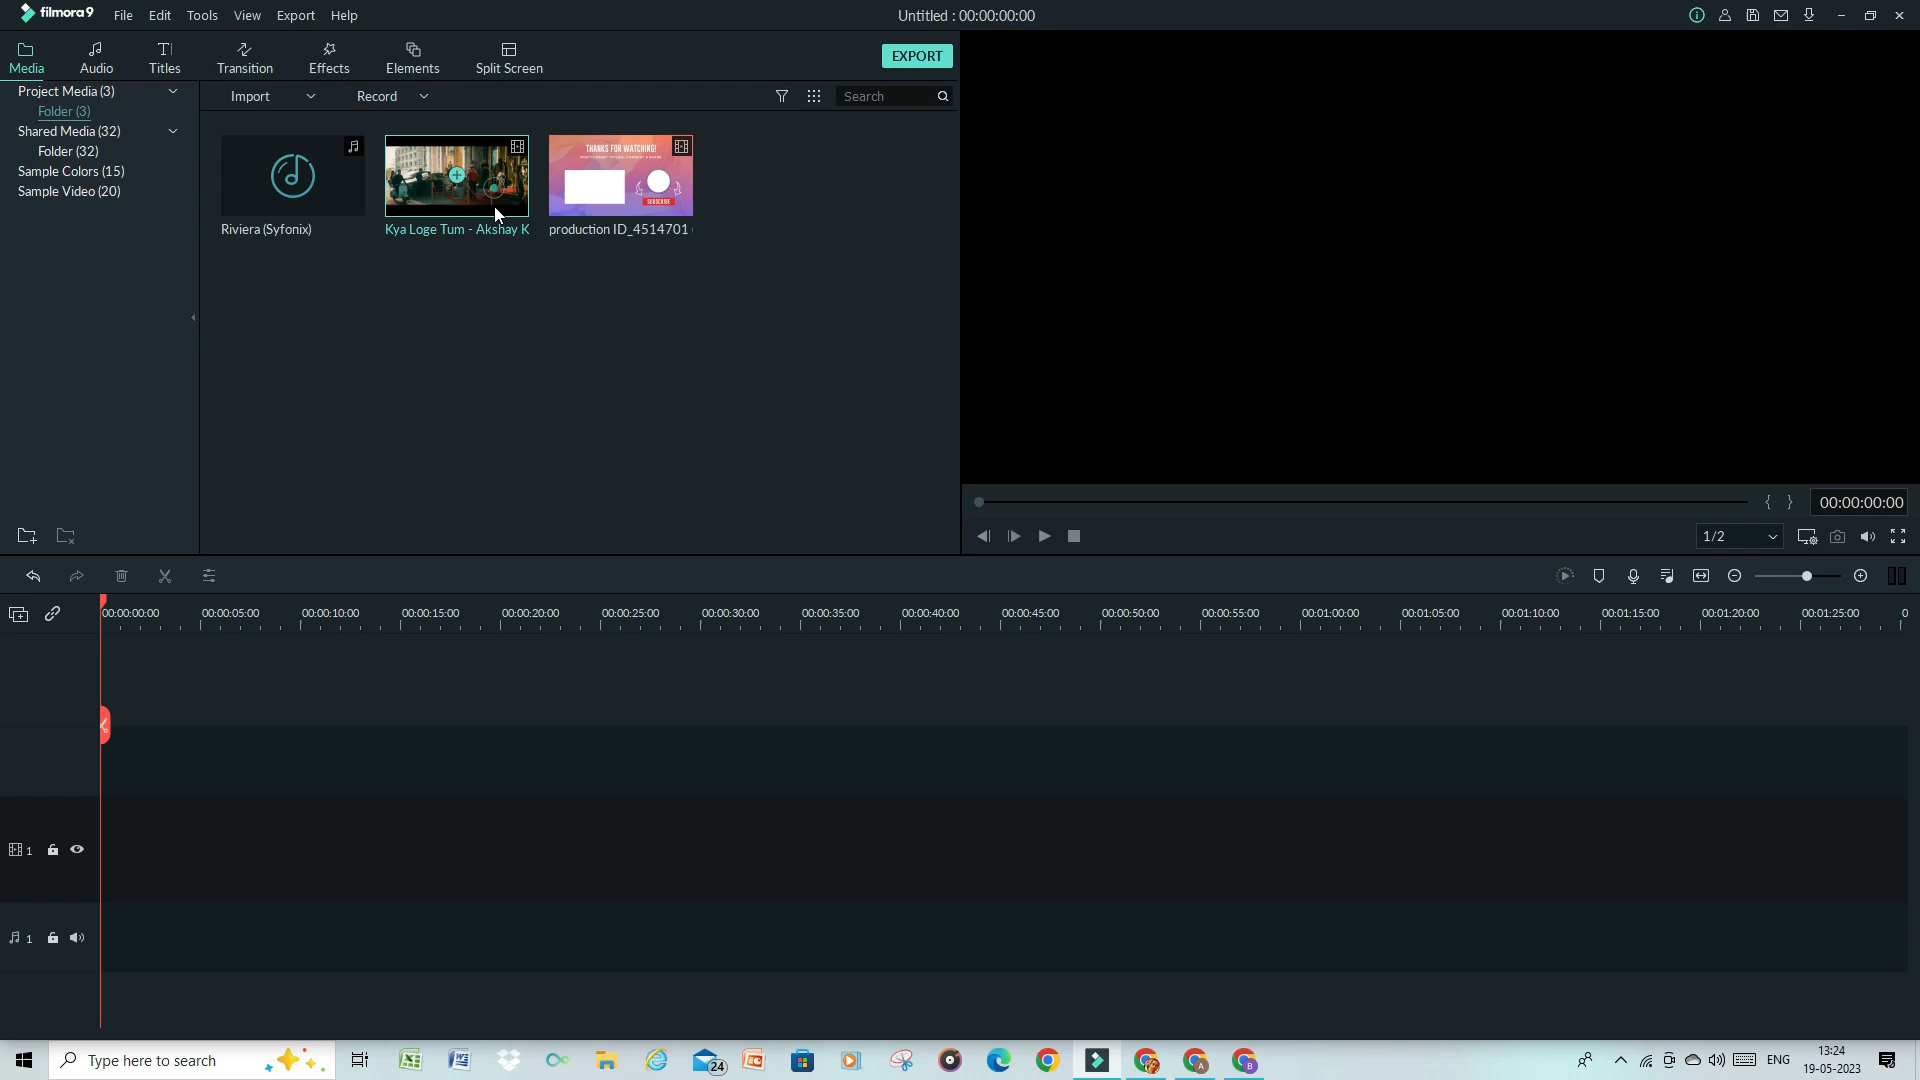 filmora9 File Edit Tools View Export Help Untitled : 00:00:00:00
Media Audio Titles Transition Effects Elements Split Screen EXPORT
Project Media (3)
Folder (3)
Shared Media (32)
Folder (32)
Sample Colors (15)
Sample Video (20)
Import Record Search
THANKS FOR WATCHING!
SUBSCRIBE
Riviera (Syfonix) Kya Loge Tum - Akshay K production ID_4514701 (
{ } 00:00:00:00
1/2
00:00:00:00 00:00:05:00 00:00:10:00 00:00:15:00 00:00:20:00 00:00:25:00 00:00:30:00 00:00:35:00 00:00:40:00 00:00:45:00 00:00:50:00 00:00:55:00 00:01:00:00 00:01:05:00 00:01:10:00 00:01:15:00 00:01:20:00 00:01:25:00 0
1
1
Type here to search 24 A B ENG 13:24
19-05-2023